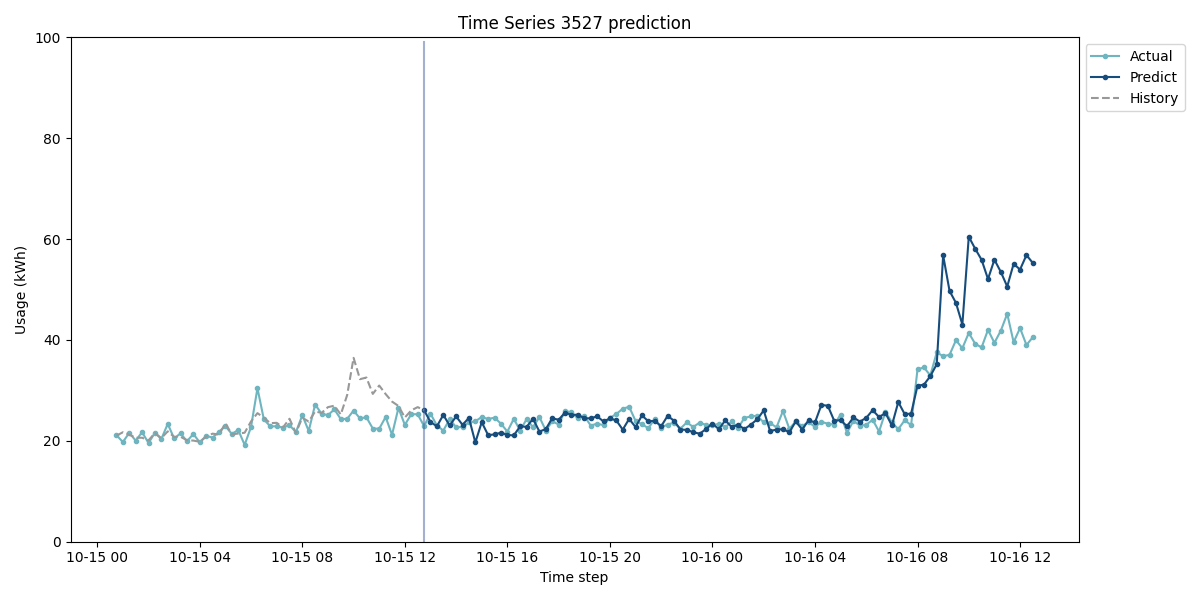 Time Series 3527 prediction
100
80
60
40
20
0
Usage (kWh)
10-15 00
10-15 04
10-15 08
10-15 12
10-15 16
10-15 20
10-16 00
10-16 04
10-16 08
10-16 12
Time step
Actual
Predict
History